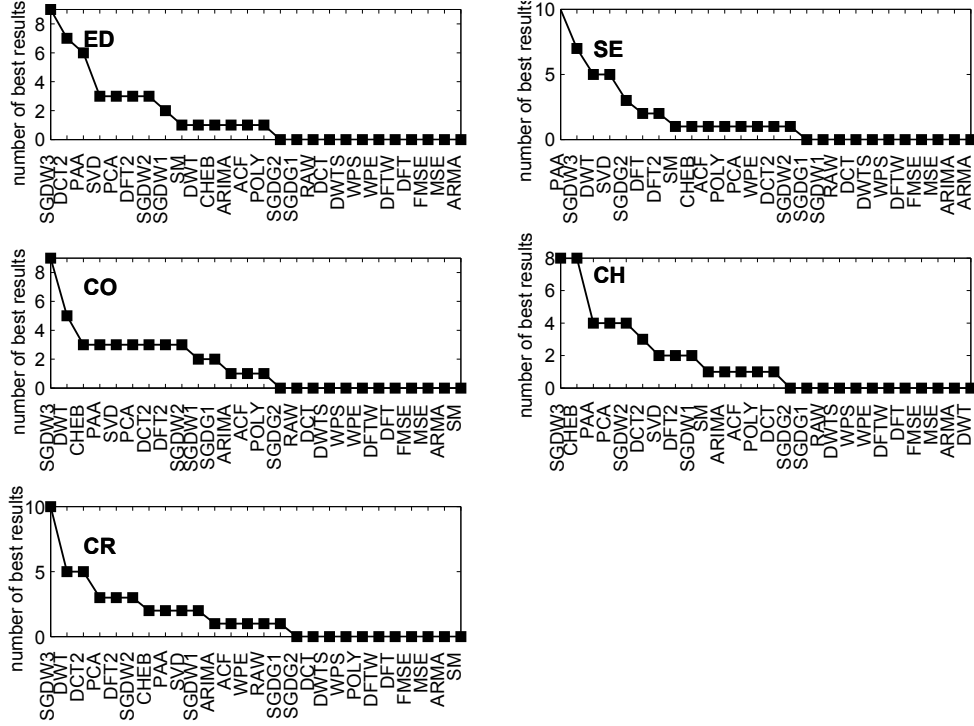 ED
number of best results
8
6
4
2
0
SGDW3
DCT2
PAA
SVD
PCA
DFT2
SGDW2
SGDW1
SM
DWT
CHEB
ARIMA
ACF
POLY
SGDG2
SGDG1
RAW
DCT
DWTS
WPS
WPE
DFTW
DFT
FMSE
MSE
ARMA
SE
number of best results
10
5
0
PAA
SGDW3
DWT
SVD
SGDG2
DFT
DFT2
SM
CHEB
ACF
POLY
PCA
WPE
DCT2
SGDW2
SGDG1
SGDW1
RAW
DCT
DWTS
WPS
DFTW
FMSE
MSE
ARIMA
ARMA
CO
number of best results
8
6
4
2
0
SGDW3
DWT
CHEB
PAA
SVD
PCA
DCT2
DFT2
SGDW2
SGDW1
SGDG1
ARIMA
ACF
POLY
SGDG2
RAW
DCT
DWTS
WPS
WPE
DFTW
DFT
FMSE
MSE
ARMA
SM
CH
number of best results
8
6
4
2
0
SGDW3
CHEB
PAA
PCA
SGDW2
DCT2
SVD
DFT2
SGDW1
SM
ARIMA
ACF
POLY
DCT
SGDG2
SGDG1
RAW
DWTS
WPS
WPE
DFTW
DFT
FMSE
MSE
ARMA
DWT
CR
number of best results
10
5
0
SGDW3
DWT
DCT2
PCA
DFT2
SGDW2
CHEB
PAA
SVD
SGDW1
ARIMA
ACF
WPE
RAW
SGDG1
SGDG2
DCT
DWTS
WPS
POLY
DFTW
DFT
FMSE
MSE
ARMA
SM